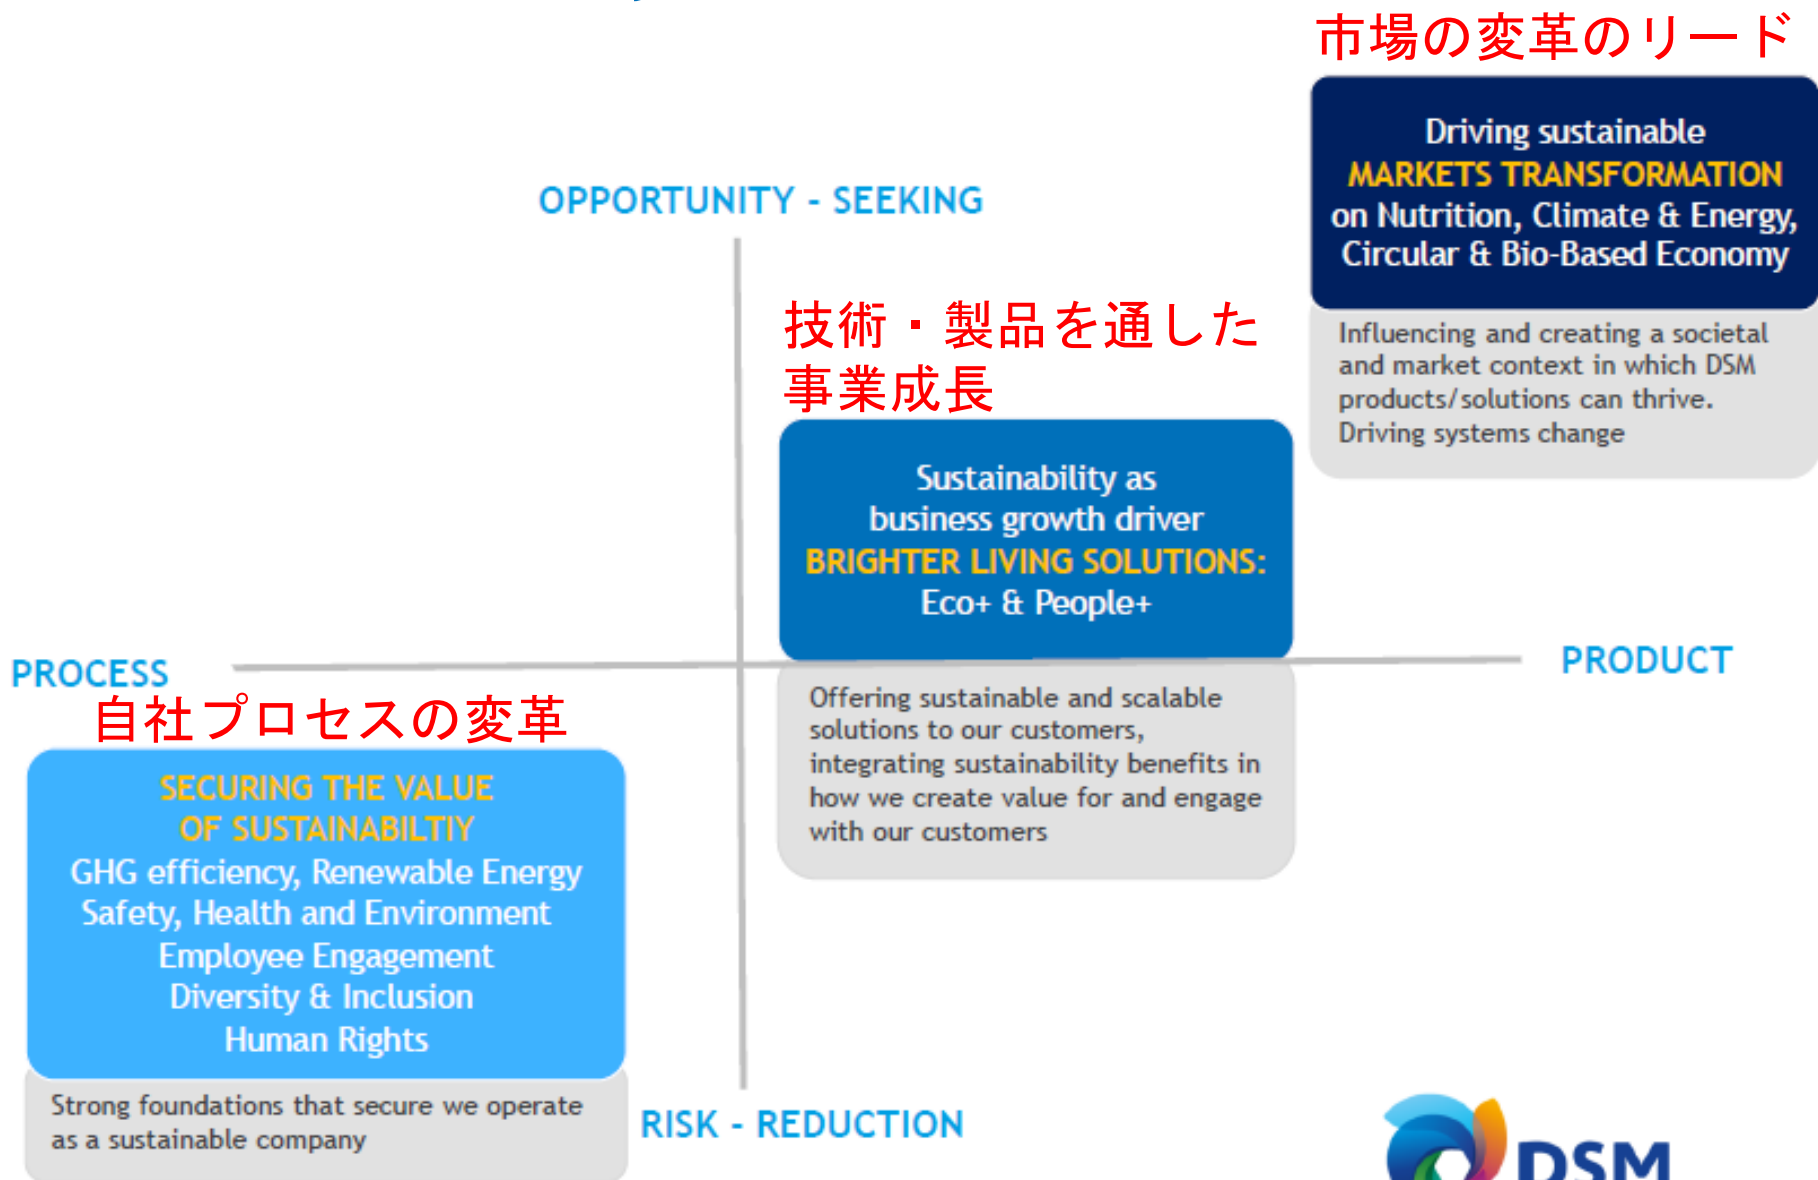 市場の変革のリード
Driving sustainable
MARKETS TRANSFORMATION
on Nutrition, Climate & Energy,
Circular & Bio-Based Economy
Influencing and creating a societal
and market context in which DSM
products/solutions can thrive.
Driving systems change
OPPORTUNITY - SEEKING
技術・製品を通した
事業成長
Sustainability as
business growth driver
BRIGHTER LIVING SOLUTIONS:
Eco+ & People+
Offering sustainable and scalable
solutions to our customers,
integrating sustainability benefits in
how we create value for and engage
with our customers
PROCESS
PRODUCT
自社プロセスの変革
SECURING THE VALUE
OF SUSTAINABILTIY
GHG efficiency, Renewable Energy
Safety, Health and Environment
Employee Engagement
Diversity & Inclusion
Human Rights
Strong foundations that secure we operate
as a sustainable company
RISK - REDUCTION
DSM